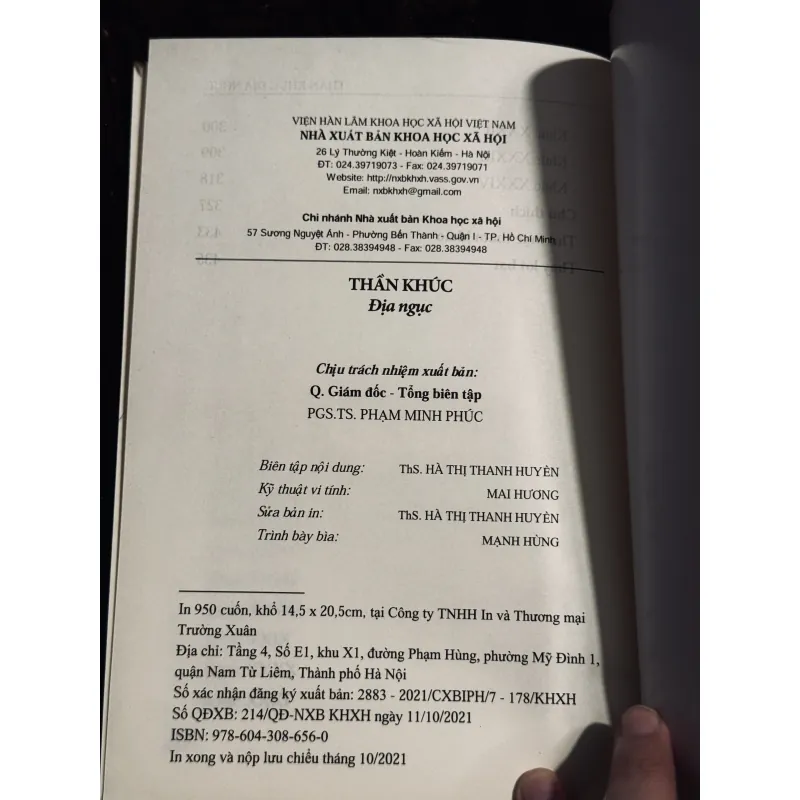 VIỆN HÀN LÂM KHOA HỌC XÃ HỘI VIỆT NAM
NHÀ XUẤT BẢN KHOA HỌC XÃ HỘI
26 Lý Thường Kiệt - Hoàn Kiếm - Hà Nội
ĐT: 024.39719073 - Fax: 024.39719071
Website: http://nxbkhxh.vass.gov.vn
Email: nxbkhxh@gmail.com
Chi nhánh Nhà xuất bản Khoa học xã hội
57 Sương Nguyệt Ánh - Phường Bến Thành - Quận I - TP. Hồ Chí Minh
ĐT: 028.38394948 - Fax: 028.38394948
THẦN KHÚC
Địa ngục
Chịu trách nhiệm xuất bản:
Q. Giám đốc - Tổng biên tập
PGS.TS. PHẠM MINH PHÚC
Biên tập nội dung: ThS. HÀ THỊ THANH HUYỀN
Kỹ thuật vi tính: MAI HƯƠNG
Sửa bản in: ThS. HÀ THỊ THANH HUYỀN
Trình bày bìa: MẠNH HÙNG
In 950 cuốn, khổ 14,5 x 20,5cm, tại Công ty TNHH In và Thương mại
Trường Xuân
Địa chỉ: Tầng 4, Số E1, khu X1, đường Phạm Hùng, phường Mỹ Đình 1,
quận Nam Từ Liêm, Thành phố Hà Nội
Số xác nhận đăng ký xuất bản: 2883 - 2021/CXBIPH/7 - 178/KHXH
Số QĐXB: 214/QĐ-NXB KHXH ngày 11/10/2021
ISBN: 978-604-308-656-0
In xong và nộp lưu chiểu tháng 10/2021